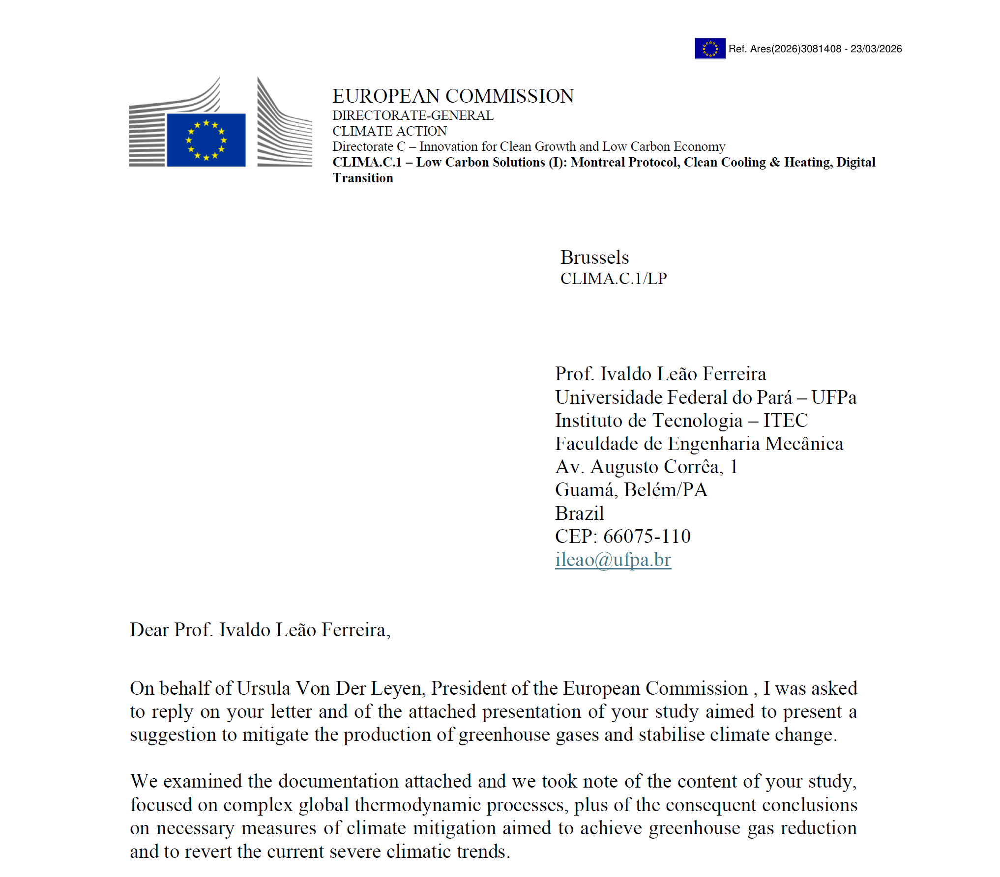 Ref. Ares(2026)3081408 - 23/03/2026
EUROPEAN COMMISSION
DIRECTORATE-GENERAL
CLIMATE ACTION
Directorate C – Innovation for Clean Growth and Low Carbon Economy
CLIMA.C.1 – Low Carbon Solutions (I): Montreal Protocol, Clean Cooling & Heating, Digital
Transition
Brussels
CLIMA.C.1/LP
Prof. Ivaldo Leão Ferreira
Universidade Federal do Pará – UFPa
Instituto de Tecnologia – ITEC
Faculdade de Engenharia Mecânica
Av. Augusto Corrêa, 1
Guamá, Belém/PA
Brazil
CEP: 66075-110
ileao@ufpa.br
Dear Prof. Ivaldo Leão Ferreira,
On behalf of Ursula Von Der Leyen, President of the European Commission , I was asked
to reply on your letter and of the attached presentation of your study aimed to present a
suggestion to mitigate the production of greenhouse gases and stabilise climate change.
We examined the documentation attached and we took note of the content of your study,
focused on complex global thermodynamic processes, plus of the consequent conclusions
on necessary measures of climate mitigation aimed to achieve greenhouse gas reduction
and to revert the current severe climatic trends.